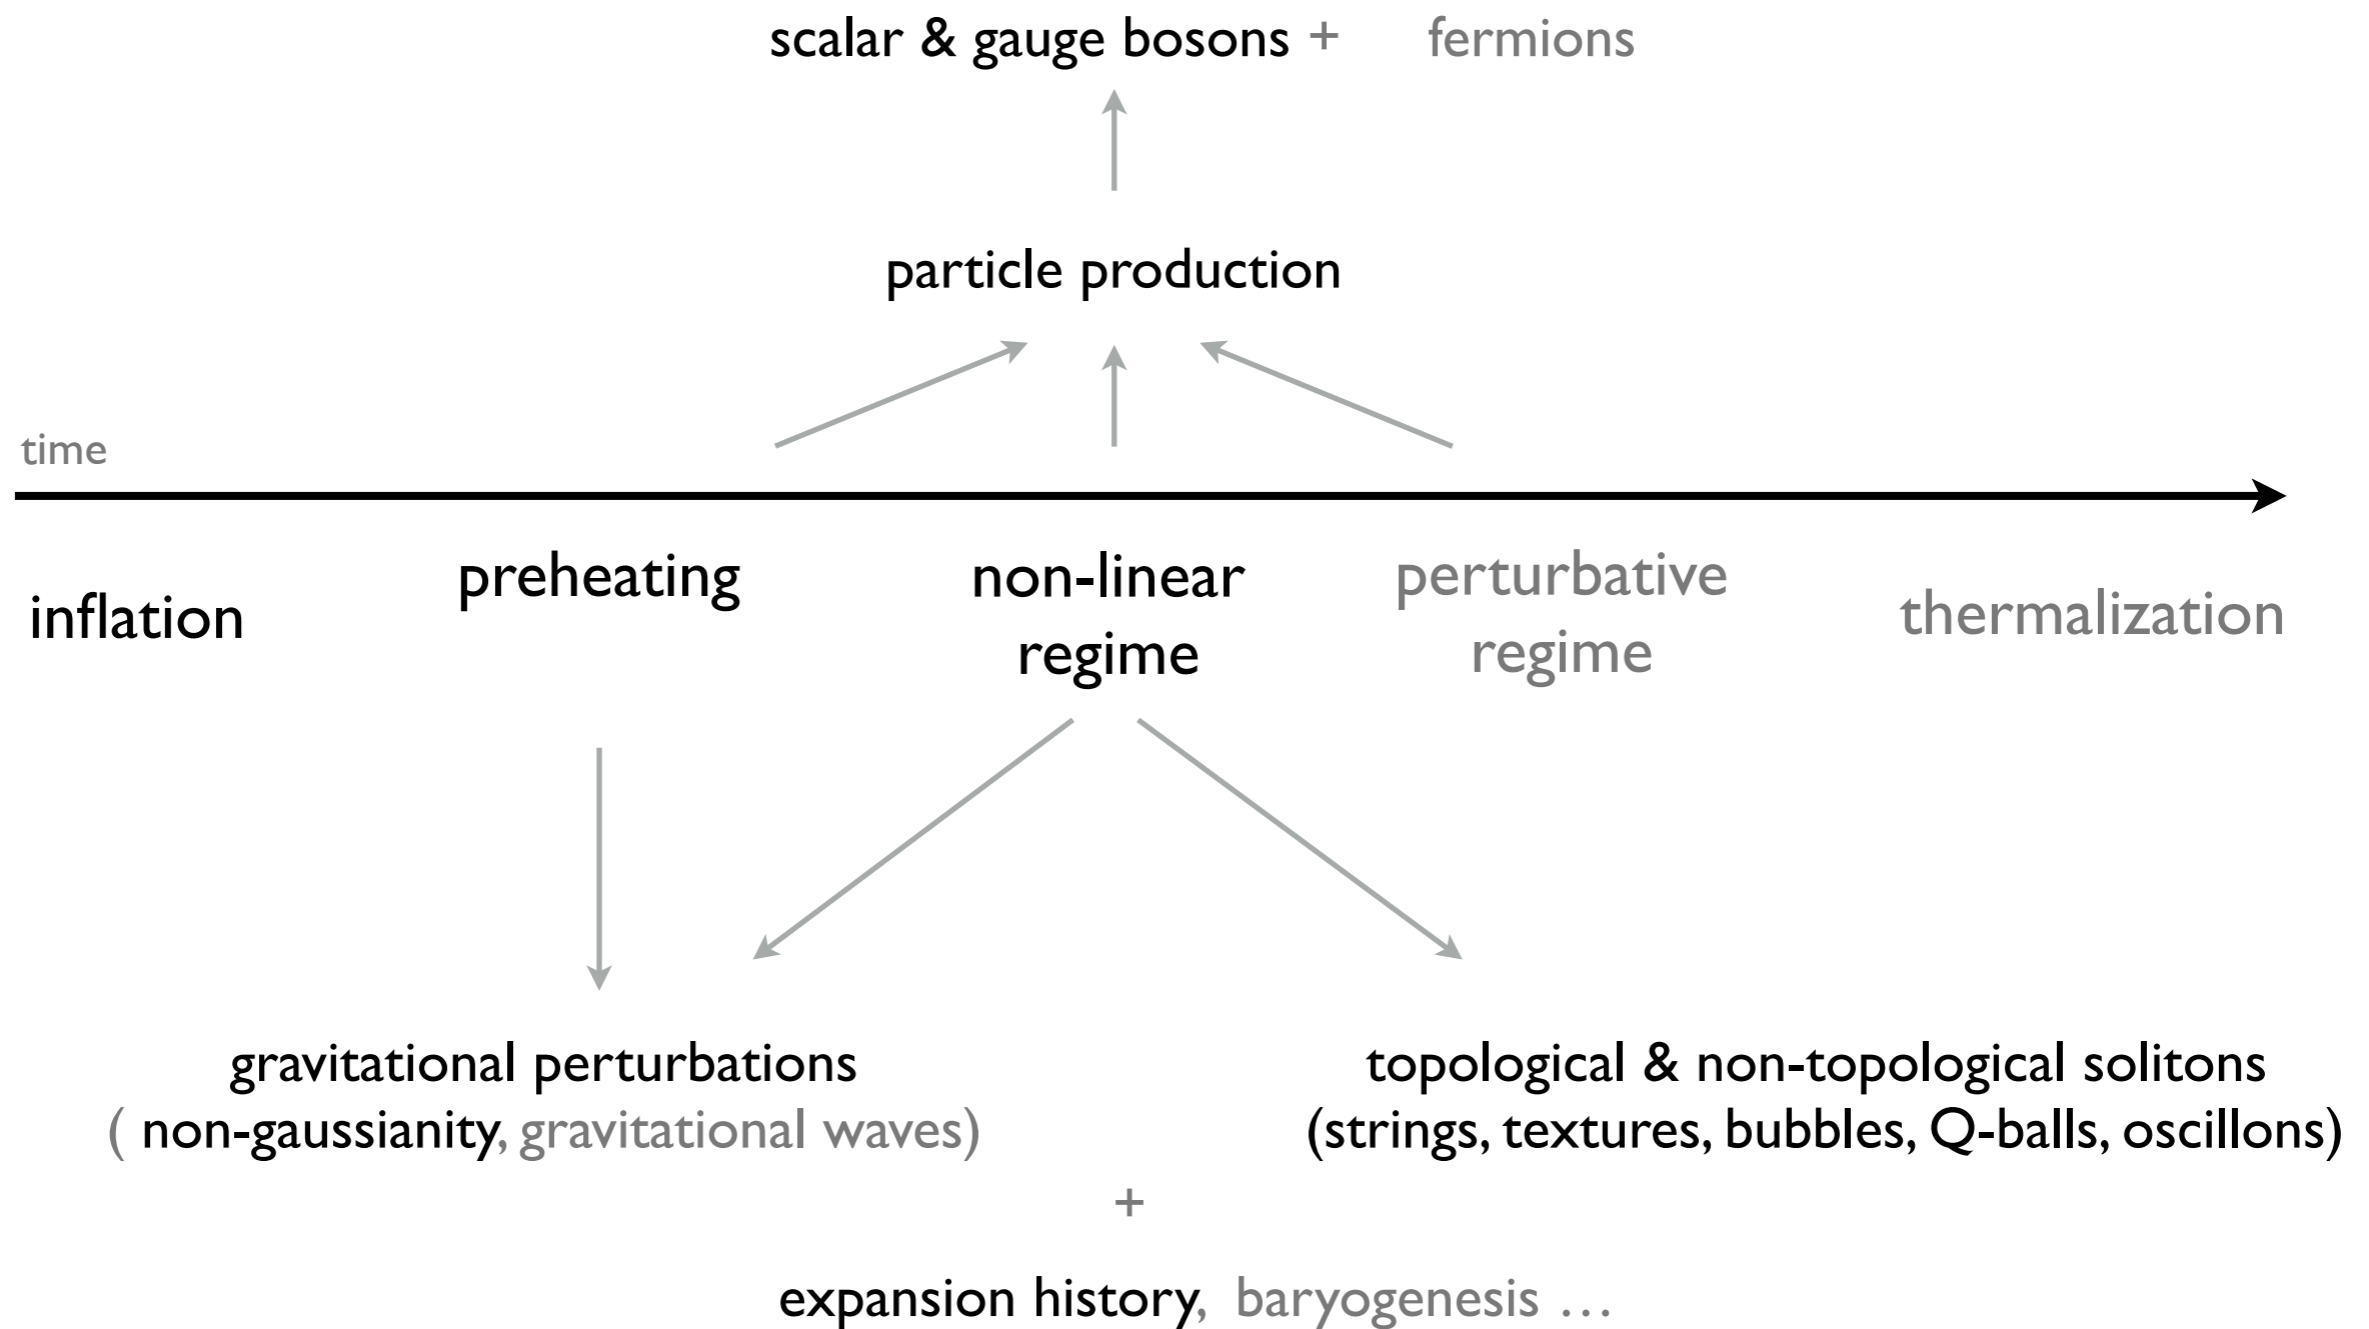 scalar & gauge bosons + fermions
particle production
time
inflation
preheating
non-linear
regime
perturbative
regime
thermalization
gravitational perturbations
( non-gaussianity, gravitational waves)
topological & non-topological solitons
(strings, textures, bubbles, Q-balls, oscillons)
+
expansion history, baryogenesis …